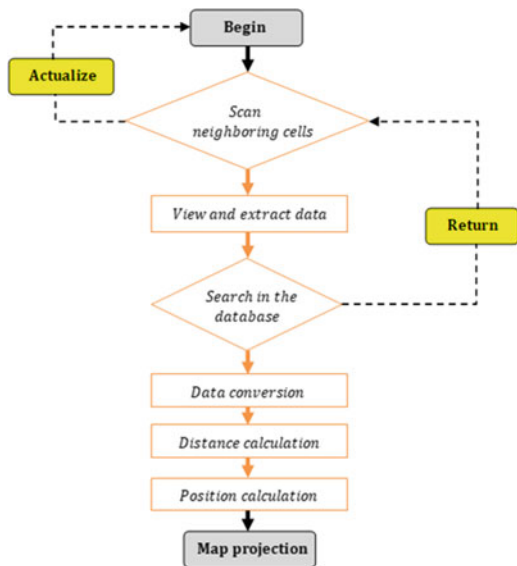 Begin
Actualize
Scan
neighboring cells
View and extract data
Return
Search in the
database
Data conversion
Distance calculation
Position calculation
Map projection